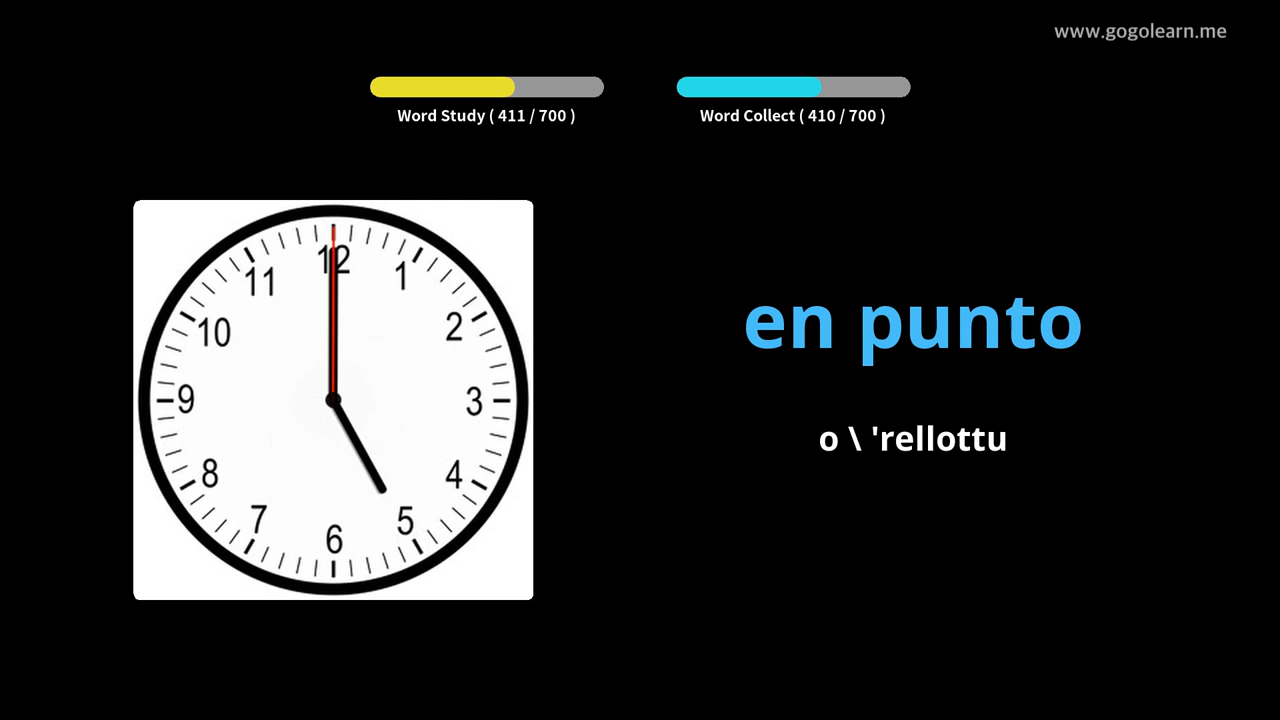 www.gogolearn.me
Word Study ( 411 / 700 )
Word Collect ( 410 / 700 )
12
1
2
3
4
5
6
7
8
9
10
11
en punto
o \ 'rellottu